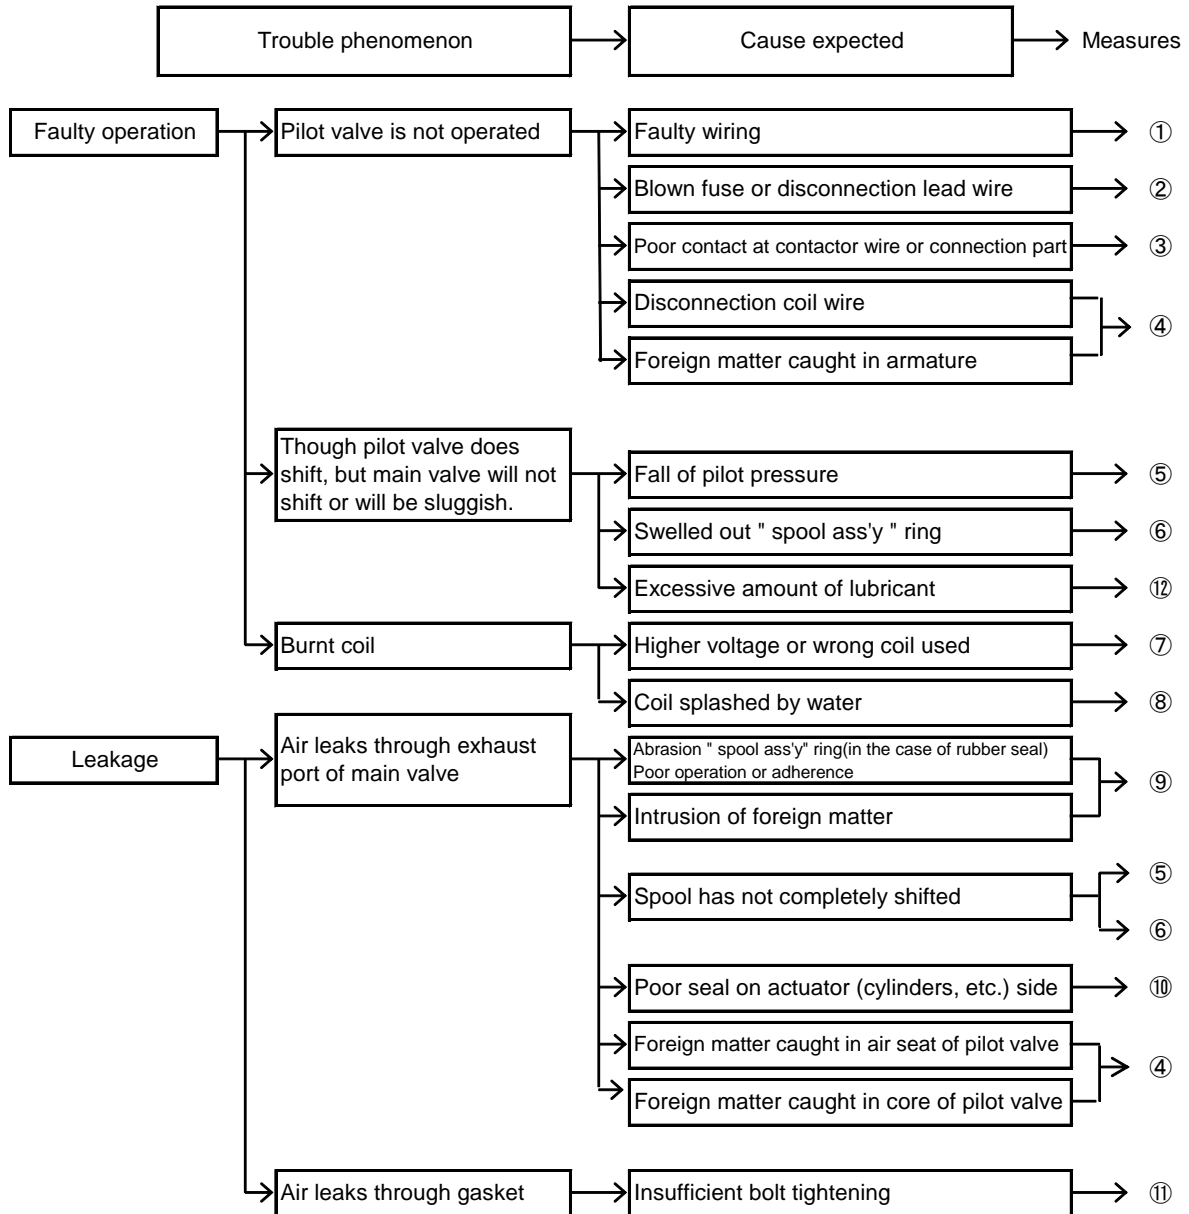 Trouble phenomenon
Cause expected
Measures
Faulty operation
Pilot valve is not operated
Faulty wiring
①
Blown fuse or disconnection lead wire
②
Poor contact at contactor wire or connection part
③
Disconnection coil wire
Foreign matter caught in armature
④
Though pilot valve does
shift, but main valve will not
shift or will be sluggish.
Fall of pilot pressure
⑤
Swelled out " spool ass'y " ring
⑥
Excessive amount of lubricant
⑫
Burnt coil
Higher voltage or wrong coil used
⑦
Coil splashed by water
⑧
Leakage
Air leaks through exhaust
port of main valve
Abrasion " spool ass'y" ring(in the case of rubber seal)
Poor operation or adherence
Intrusion of foreign matter
⑨
Spool has not completely shifted
⑤
⑥
Poor seal on actuator (cylinders, etc.) side
⑩
Foreign matter caught in air seat of pilot valve
Foreign matter caught in core of pilot valve
④
Air leaks through gasket
Insufficient bolt tightening
⑪